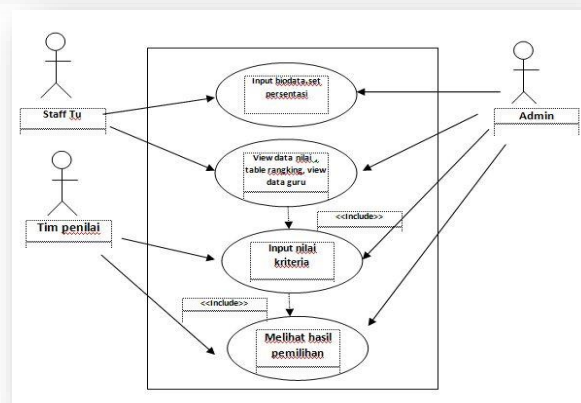 Input biodata,set
persentasi
Staff Tu
Admin
View data nilai ,
table rangking, view
data guru
<<Include>>
Tim penilai
Input nilai
kriteria
<<Include>>
Melihat hasil
pemilihan